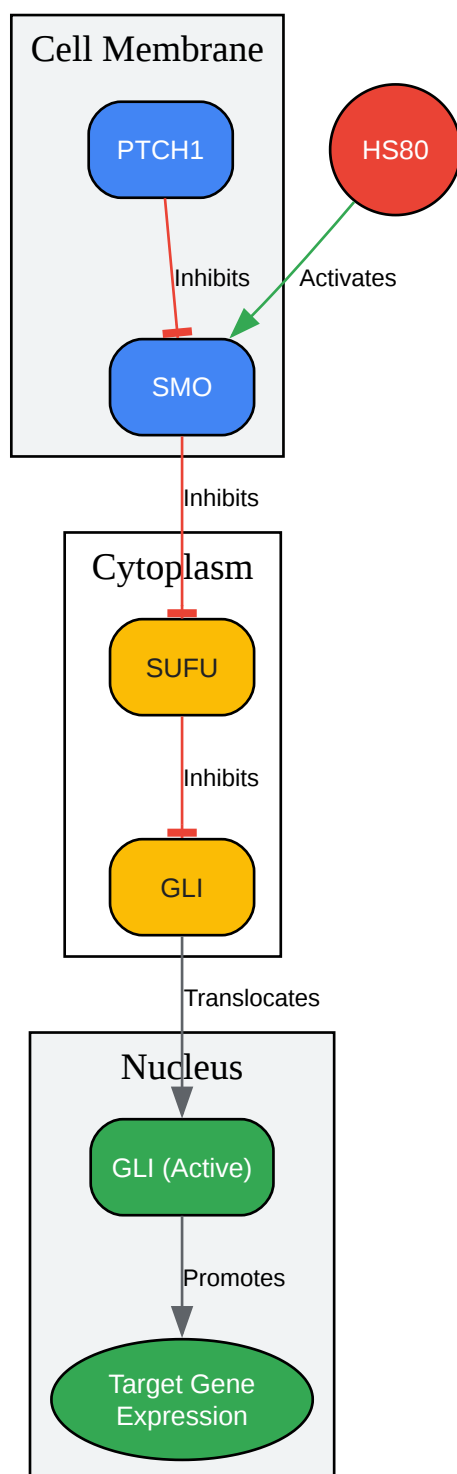 Cell Membrane
PTCH1
HS80
Inhibits
Activates
SMO
Inhibits
Cytoplasm
SUFU
Inhibits
GLI
Translocates
Nucleus
GLI (Active)
Promotes
Target Gene
Expression